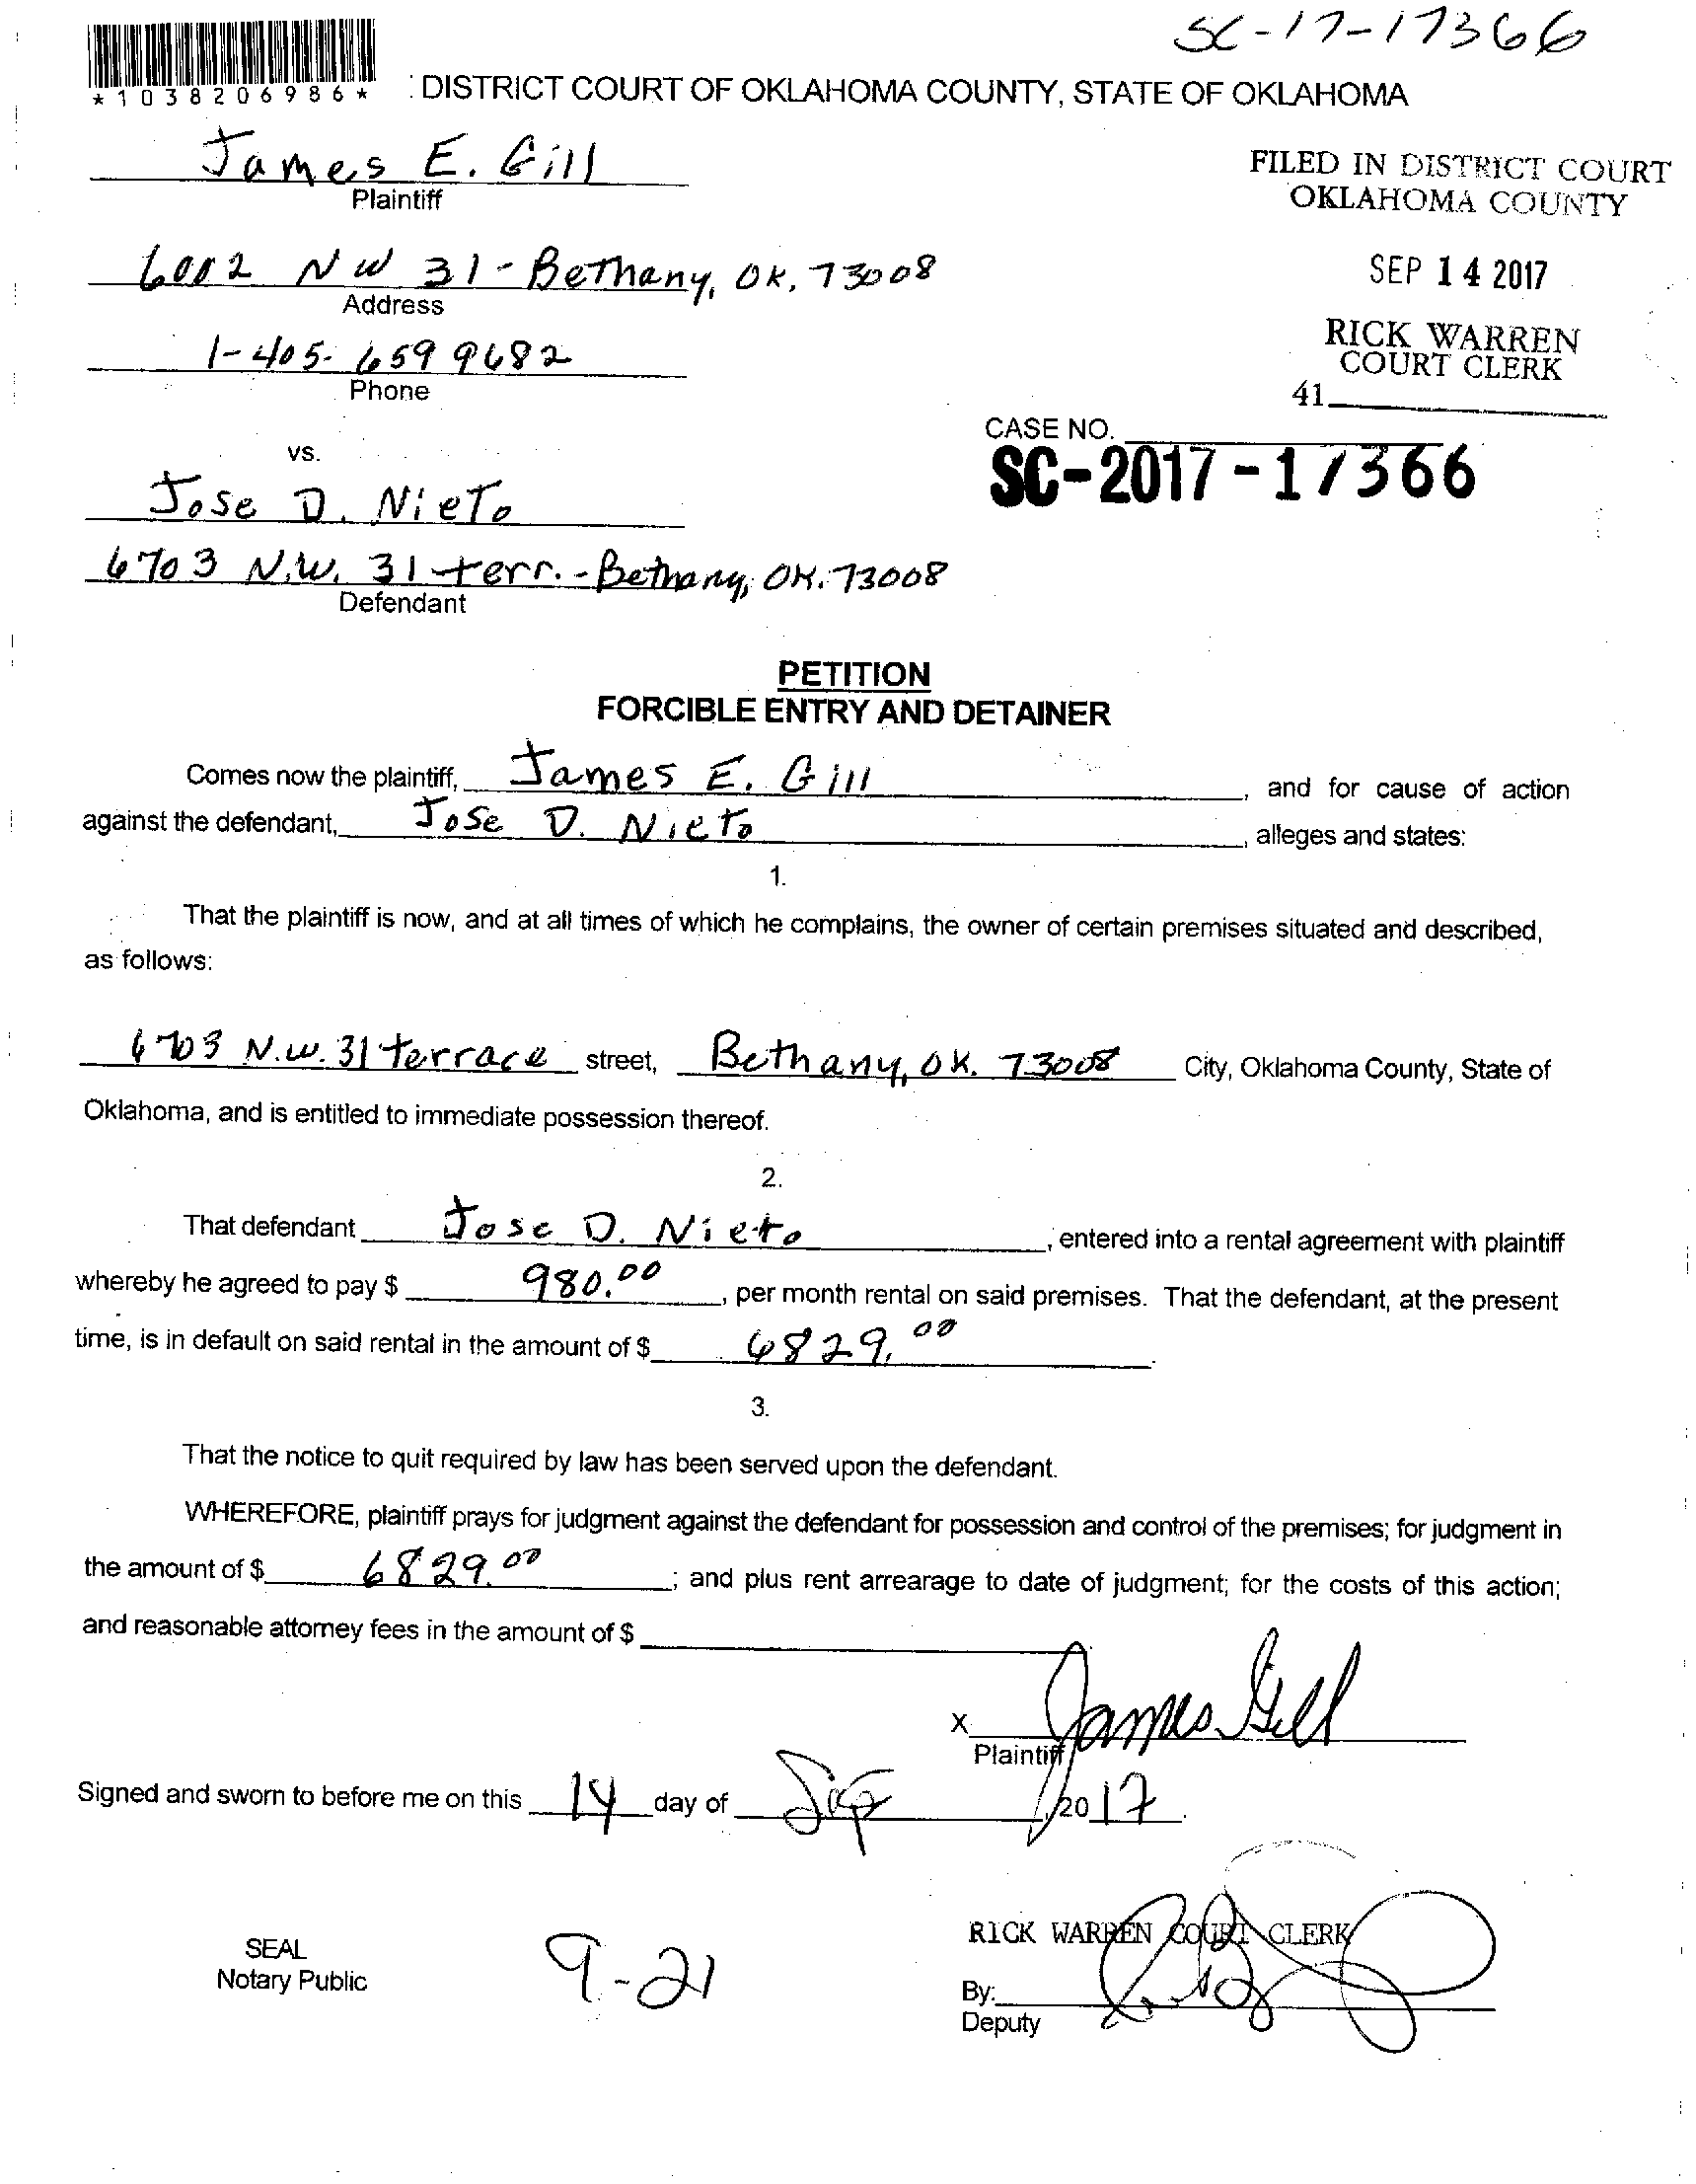 SC-17-17366
*1038206986*
DISTRICT COURT OF OKLAHOMA COUNTY, STATE OF OKLAHOMA
James E. Gill
Plaintiff
FILED IN DISTRICT COURT
OKLAHOMA COUNTY
6002 NW 31 - Bethany, OK. 73008
Address
SEP 14 2017
1-405-659 9682
Phone
RICK WARREN
COURT CLERK
41
CASE NO.
SC-2017-17366
vs.
Jose D. Nieto
6703 N.W. 31 terr. - Bethany, OK. 73008
Defendant
PETITION
FORCIBLE ENTRY AND DETAINER
Comes now the plaintiff, James E. Gill, and for cause of action
against the defendant, Jose D. Nieto, alleges and states:
1.
That the plaintiff is now, and at all times of which he complains, the owner of certain premises situated and described,
as follows:
6703 N.W. 31 terrace street, Bethany, OK. 73008 City, Oklahoma County, State of
Oklahoma, and is entitled to immediate possession thereof.
2.
That defendant Jose D. Nieto, entered into a rental agreement with plaintiff
whereby he agreed to pay $ 980.00, per month rental on said premises. That the defendant, at the present
time, is in default on said rental in the amount of $ 6829.00.
3.
That the notice to quit required by law has been served upon the defendant.
WHEREFORE, plaintiff prays for judgment against the defendant for possession and control of the premises; for judgment in
the amount of $ 6829.00; and plus rent arrearage to date of judgment; for the costs of this action;
and reasonable attorney fees in the amount of $
X James Gill
Plaintiff
Signed and sworn to before me on this 14 day of Sep, 2017.
RICK WARREN COURT CLERK
SEAL
Notary Public
9-21
By:
Deputy